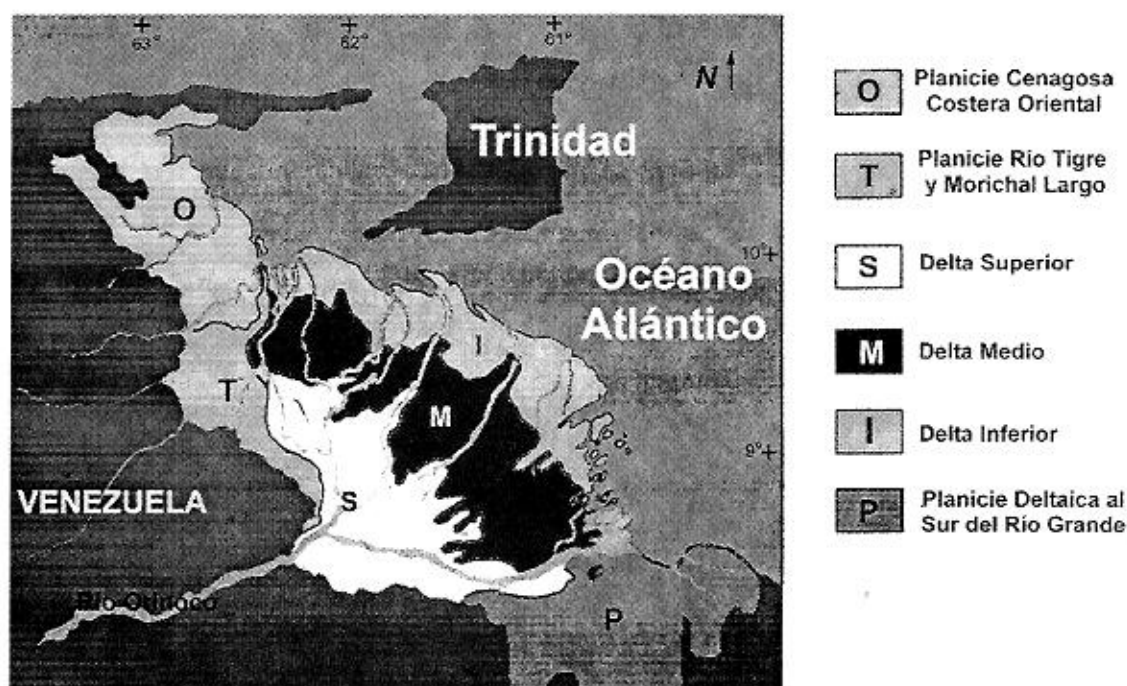 63°
62°
61°
N
Trinidad
O
10°
Océano
Atlántico
I
T
M
9°
VENEZUELA
S
Río Orinoco
P
O
Planicie Cenagosa
Costera Oriental
T
Planicie Río Tigre
y Morichal Largo
S
Delta Superior
M
Delta Medio
I
Delta Inferior
P
Planicie Deltaica al
Sur del Río Grande